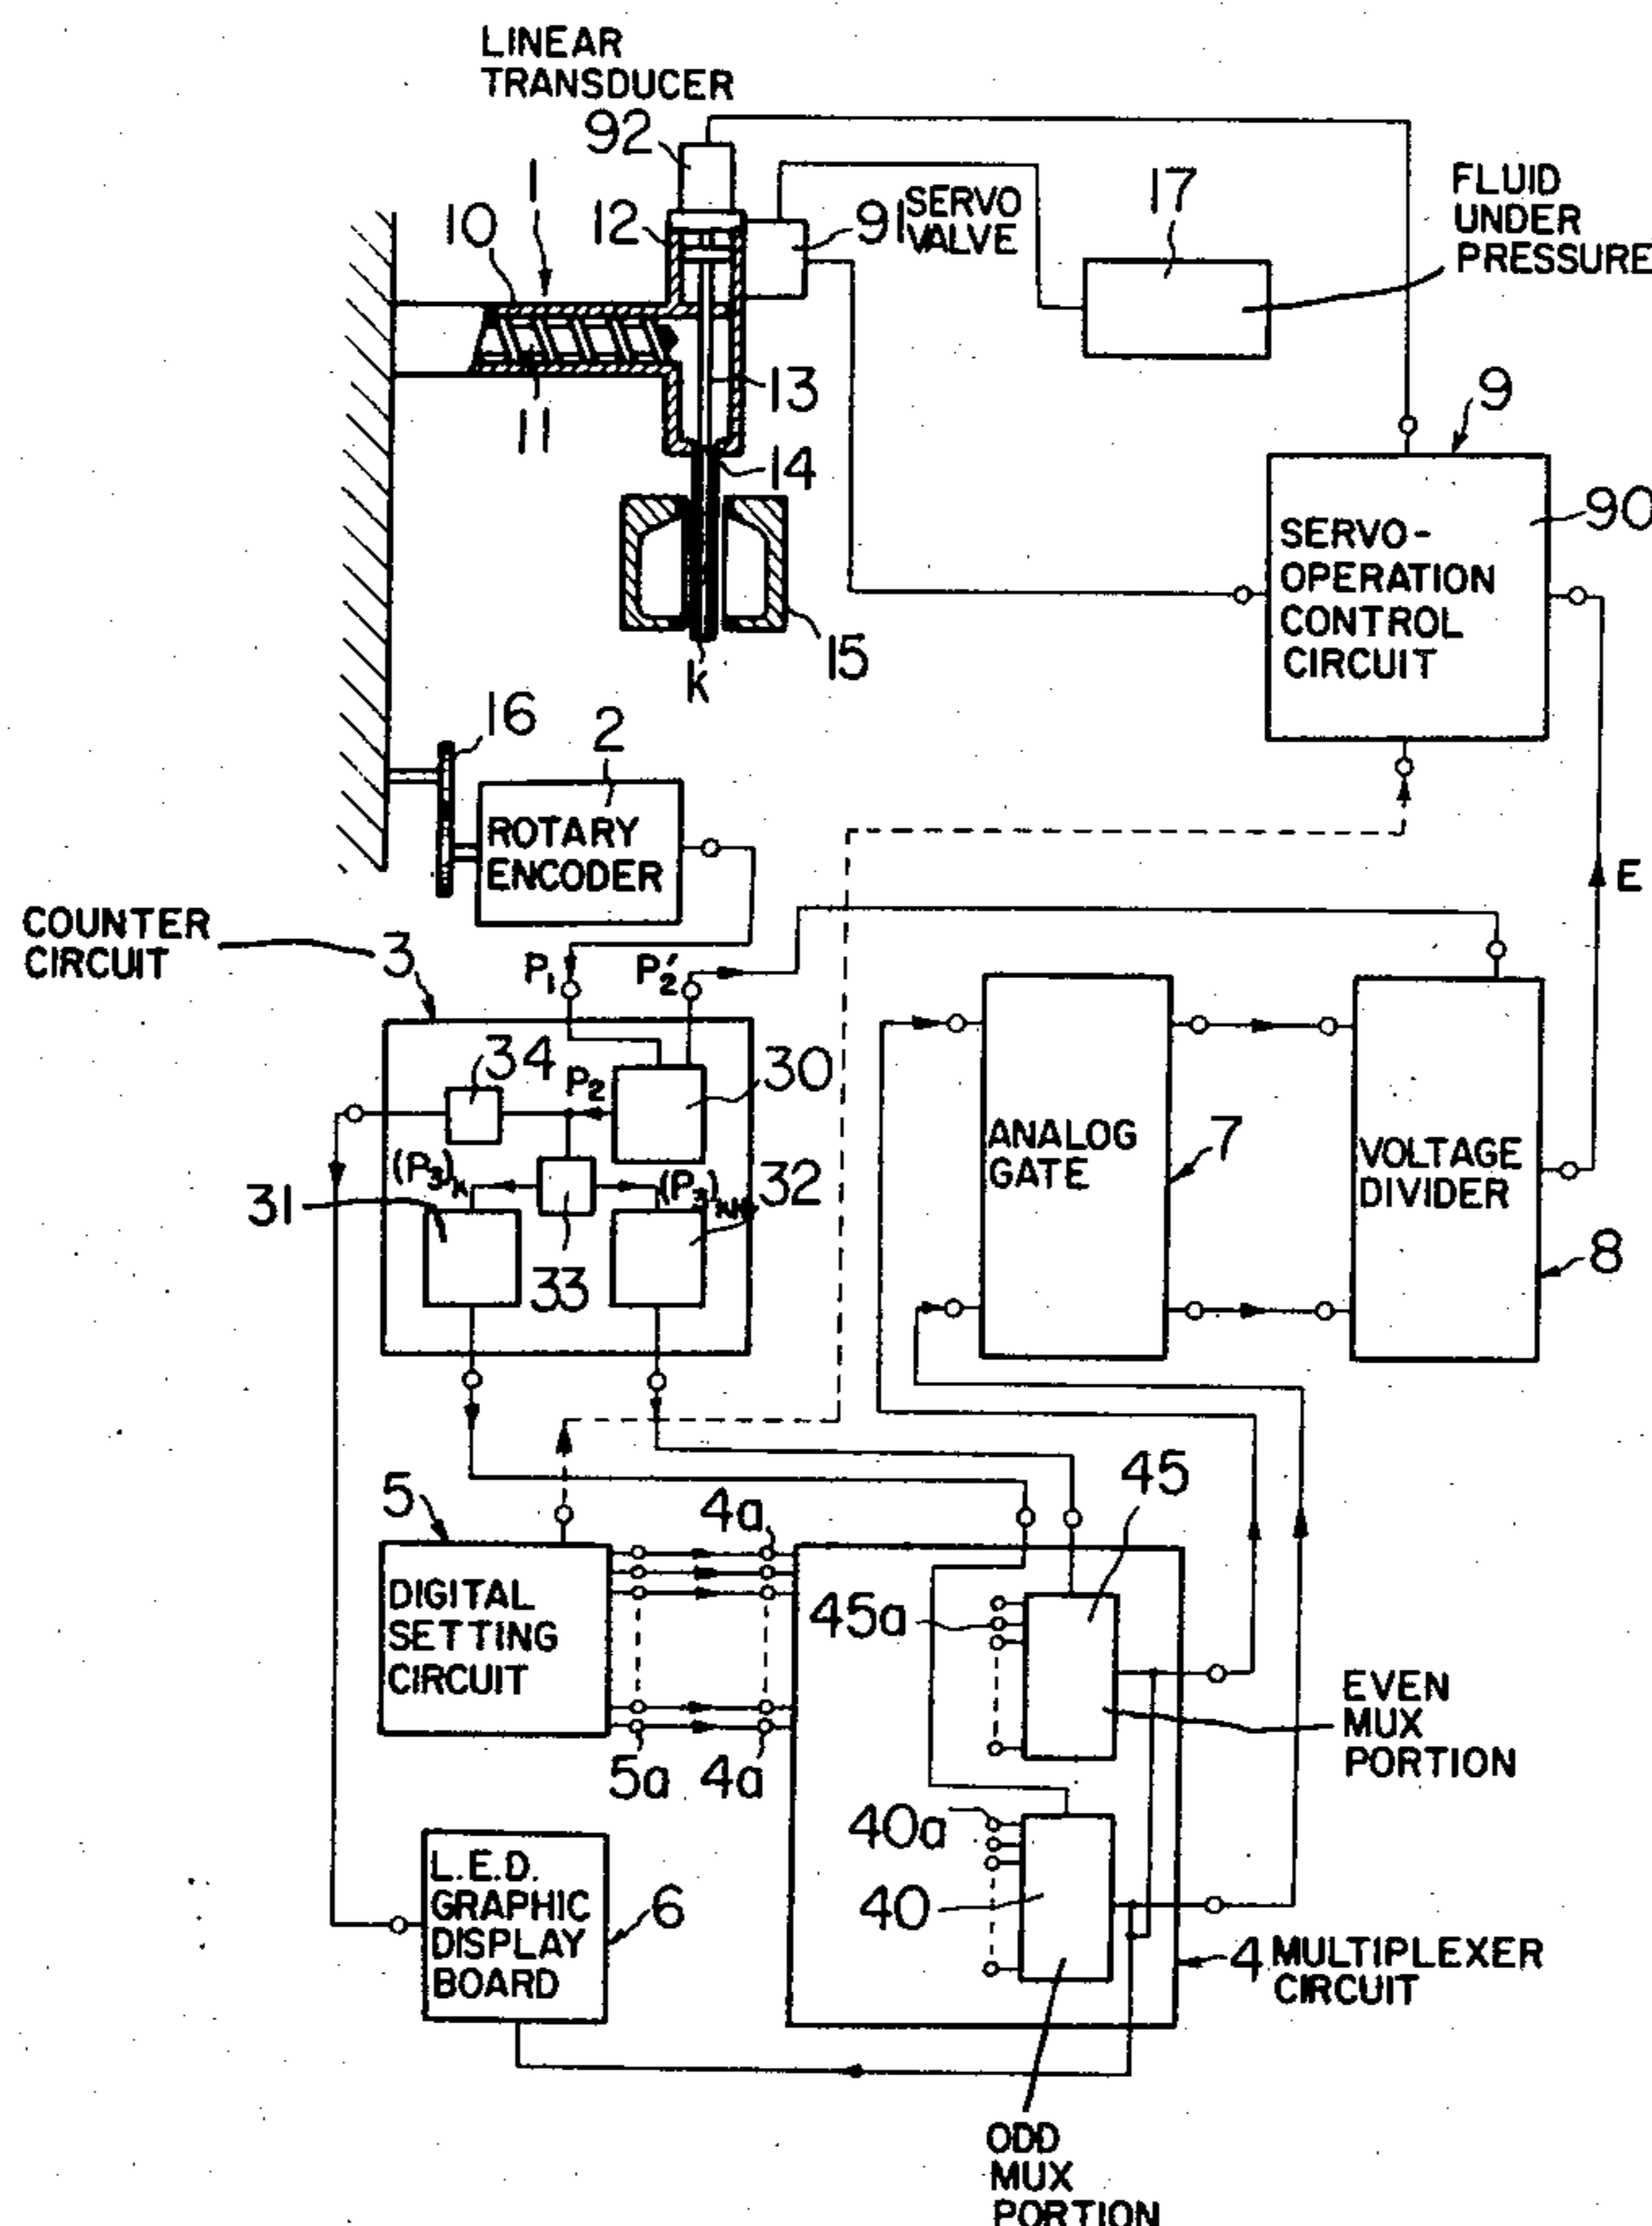 LINEAR
TRANSDUCER
92
1
10
12
91
SERVO
VALVE
17
FLUID
UNDER
PRESSURE
11
13
14
9
90
SERVO-
OPERATION
CONTROL
CIRCUIT
15
k
16
2
ROTARY
ENCODER
E
COUNTER
CIRCUIT
3
P1
P2'
34
P2
30
(P3)k
32
31
33
ANALOG
GATE
7
VOLTAGE
DIVIDER
8
5
4a
45
DIGITAL
SETTING
CIRCUIT
45a
EVEN
MUX
PORTION
5a
4a
40a
40
L.E.D.
GRAPHIC
DISPLAY
BOARD
6
4
MULTIPLEXER
CIRCUIT
ODD
MUX
PORTION